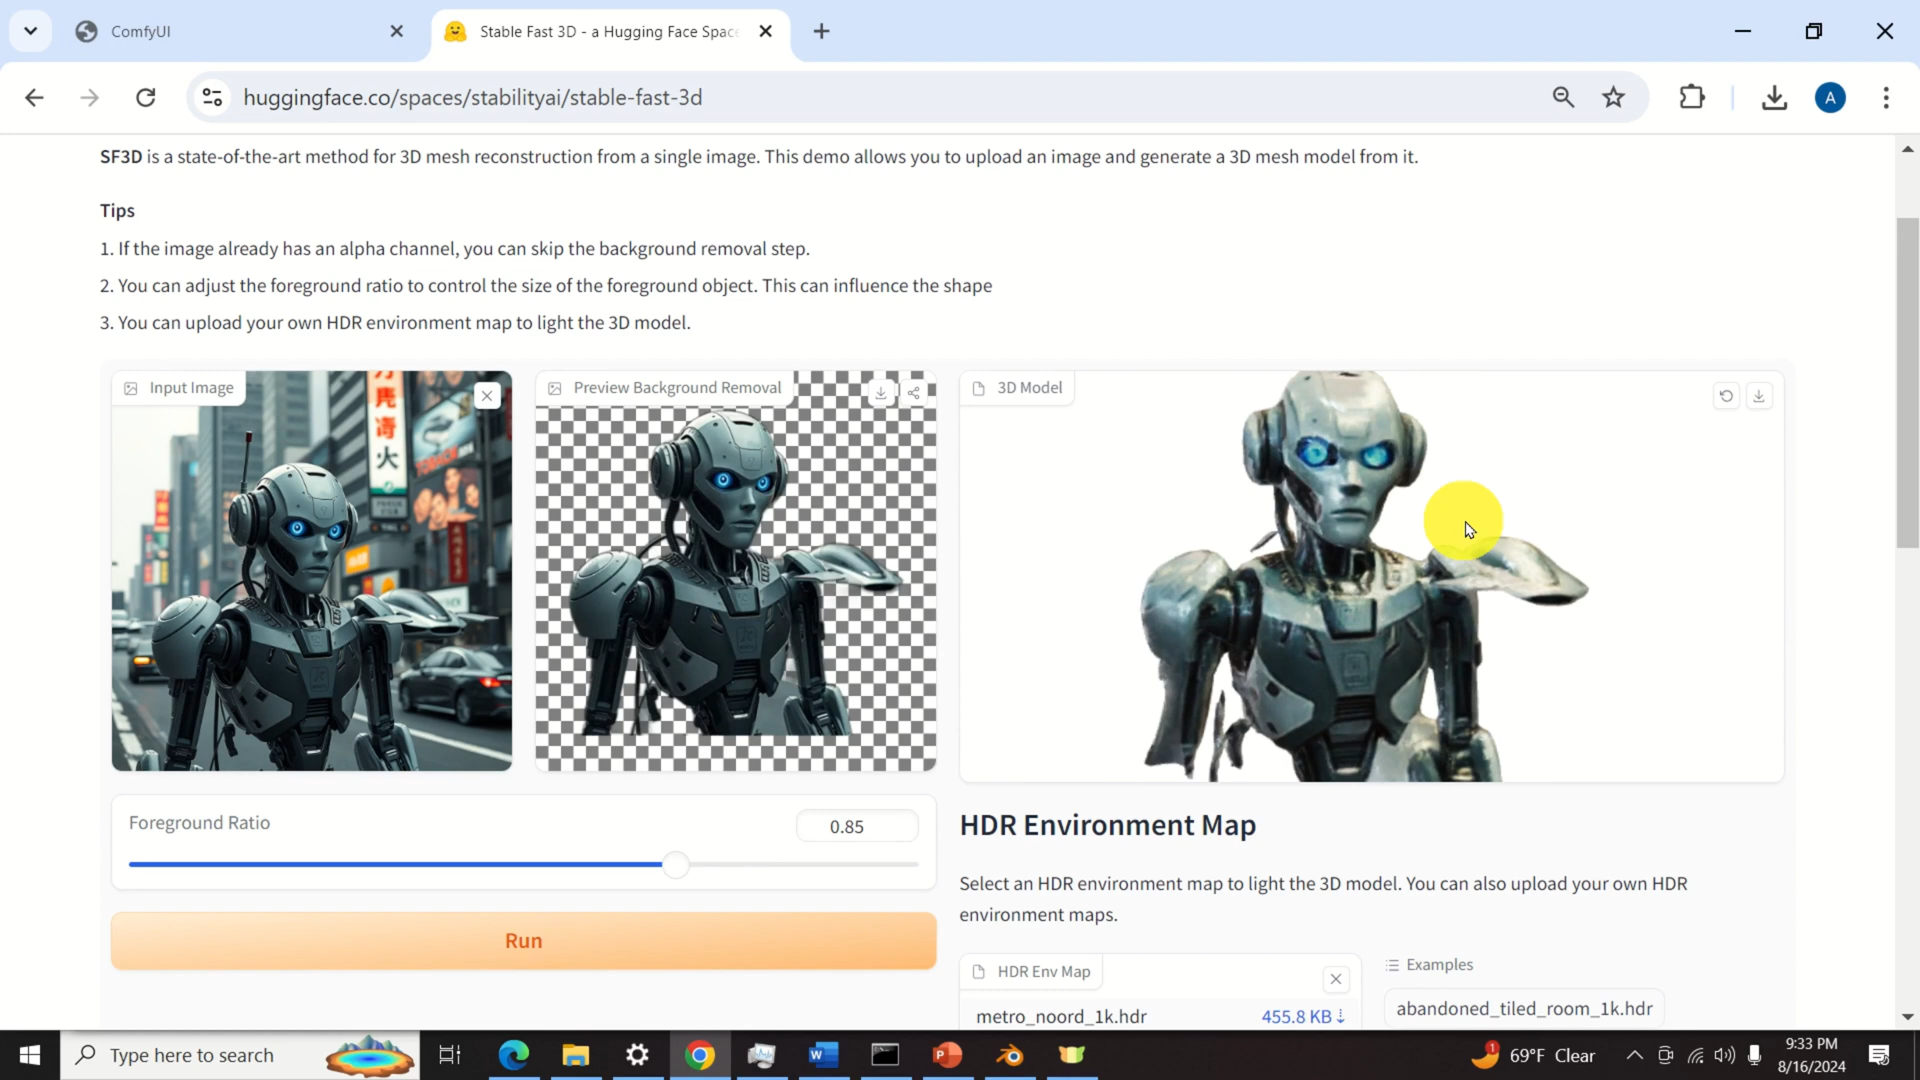 ComfyUI
Stable Fast 3D - a Hugging Face Spac
huggingface.co/spaces/stabilityai/stable-fast-3d
A
SF3D is a state-of-the-art method for 3D mesh reconstruction from a single image. This demo allows you to upload an image and generate a 3D mesh model from it.
Tips
1. If the image already has an alpha channel, you can skip the background removal step.
2. You can adjust the foreground ratio to control the size of the foreground object. This can influence the shape
3. You can upload your own HDR environment map to light the 3D model.
Input Image
Preview Background Removal
3D Model
火
Foreground Ratio
0.85
Run
HDR Environment Map
Select an HDR environment map to light the 3D model. You can also upload your own HDR
environment maps.
HDR Env Map
metro_noord_1k.hdr
455.8 KB
Examples
abandoned_tiled_room_1k.hdr
Type here to search
1
69°F Clear
9:33 PM
8/16/2024